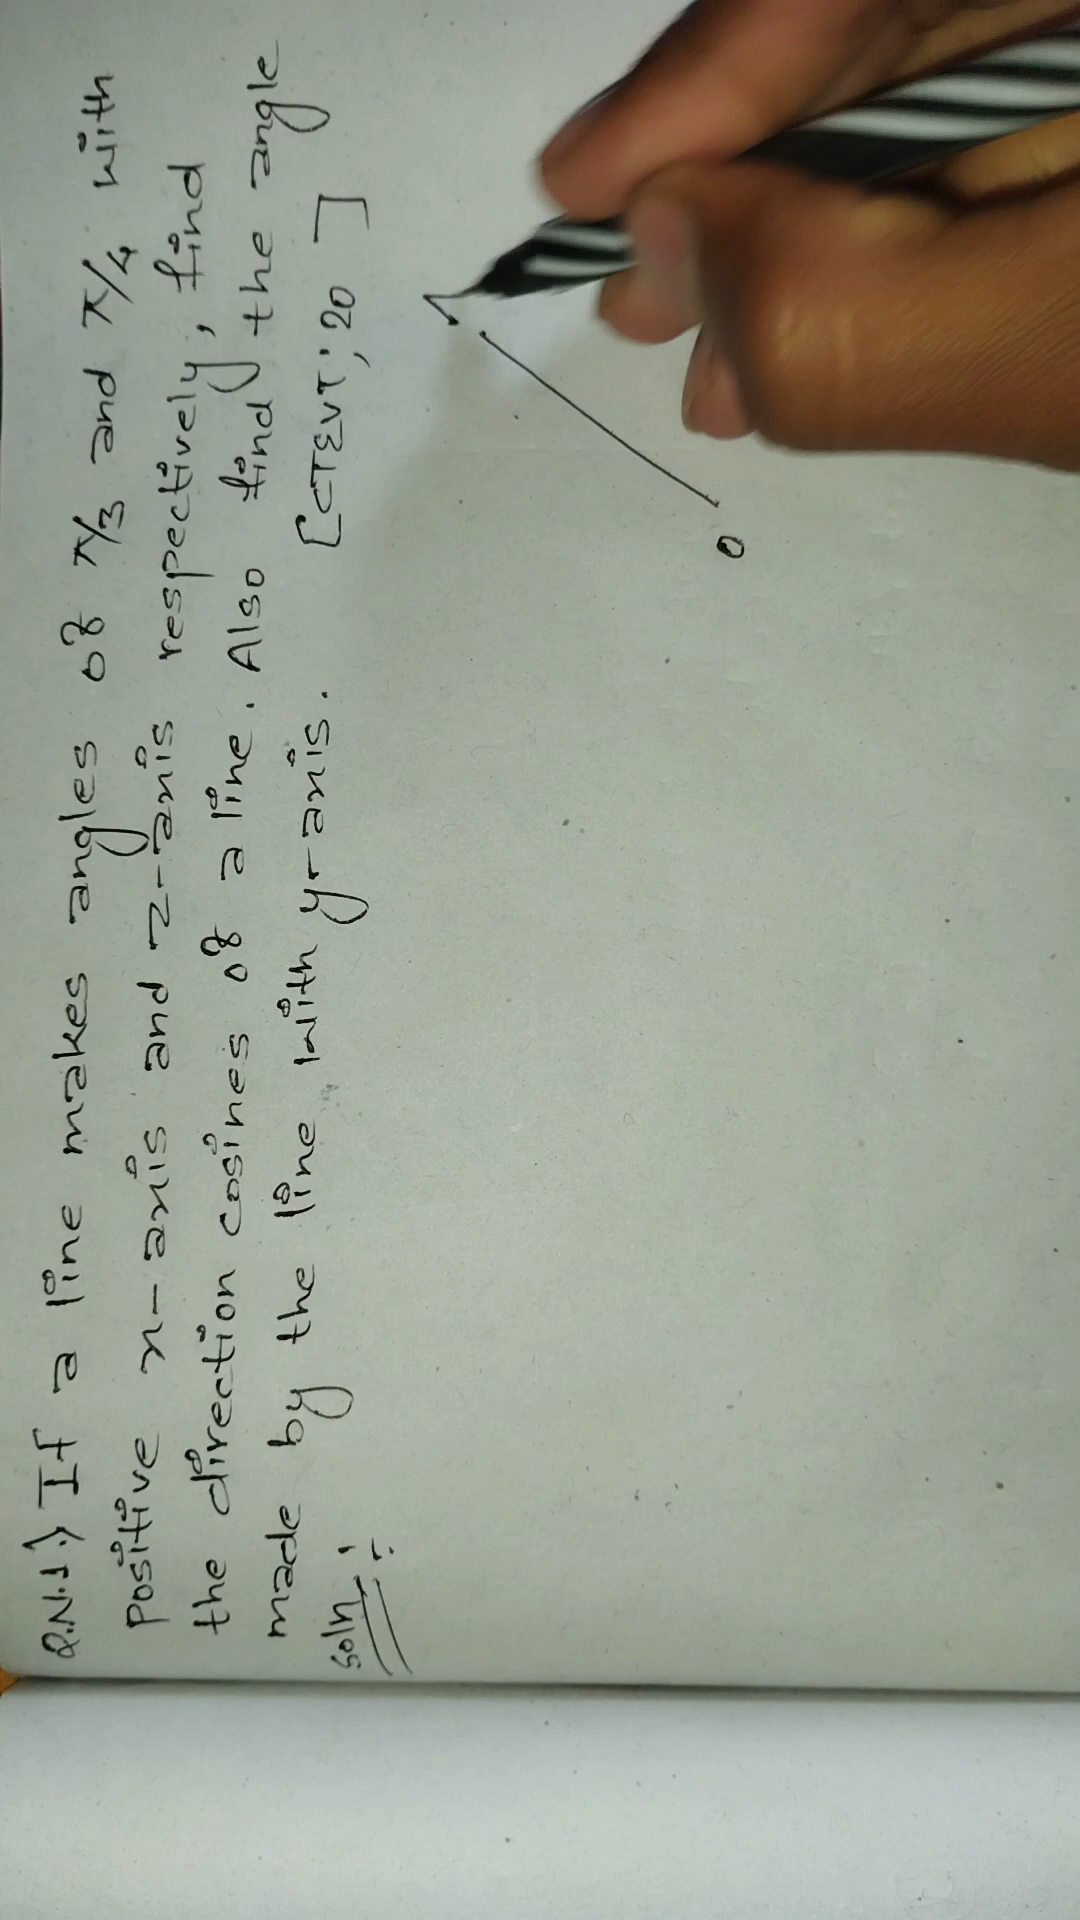 Q.N.1.) If a line makes angles of π/3 and π/4 with
positive x-axis and z-axis respectively, find
the direction cosines of a line. Also find the angle
made by the line with y-axis. [CTEVT; 20 ]
Soln:
O